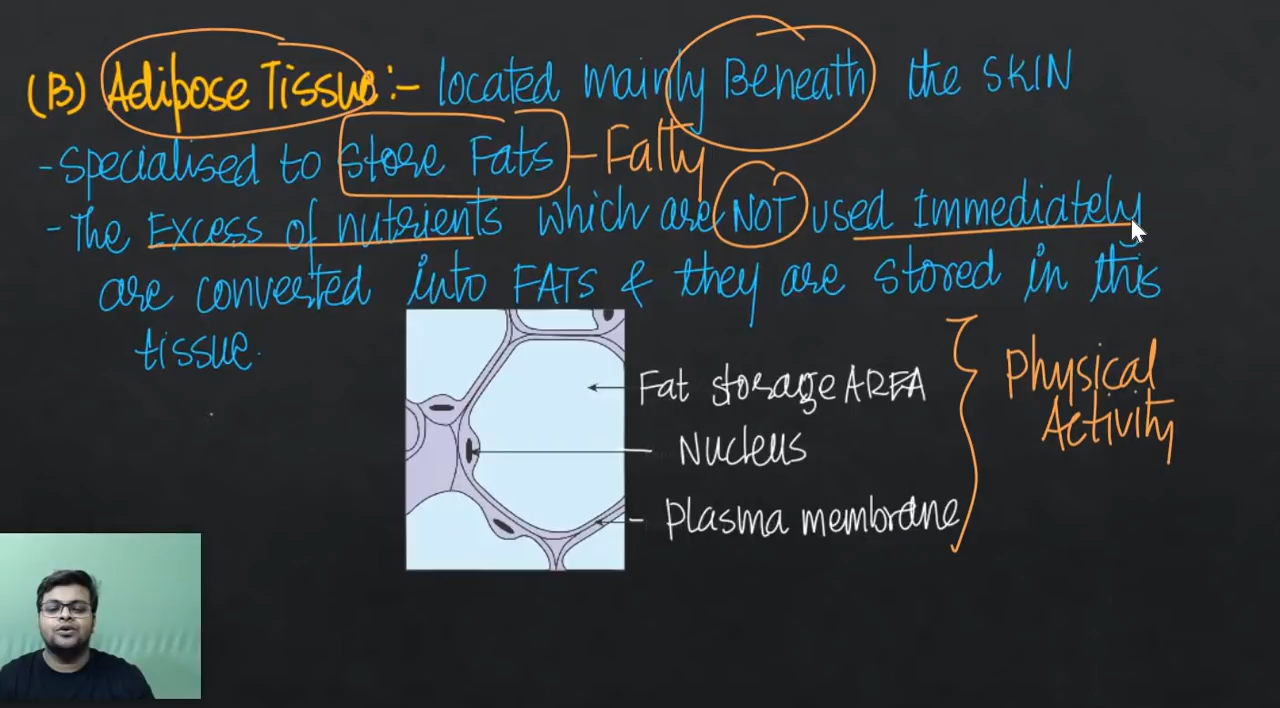 (B) Adipose Tissue :- located mainly Beneath the SKIN
- Specialised to Store Fats - Fatty
- The Excess of nutrients which are NOT used Immediately
are converted into FATS & they are stored in this
tissue.
Fat storage AREA
Nucleus
Plasma membrane
Physical
Activity